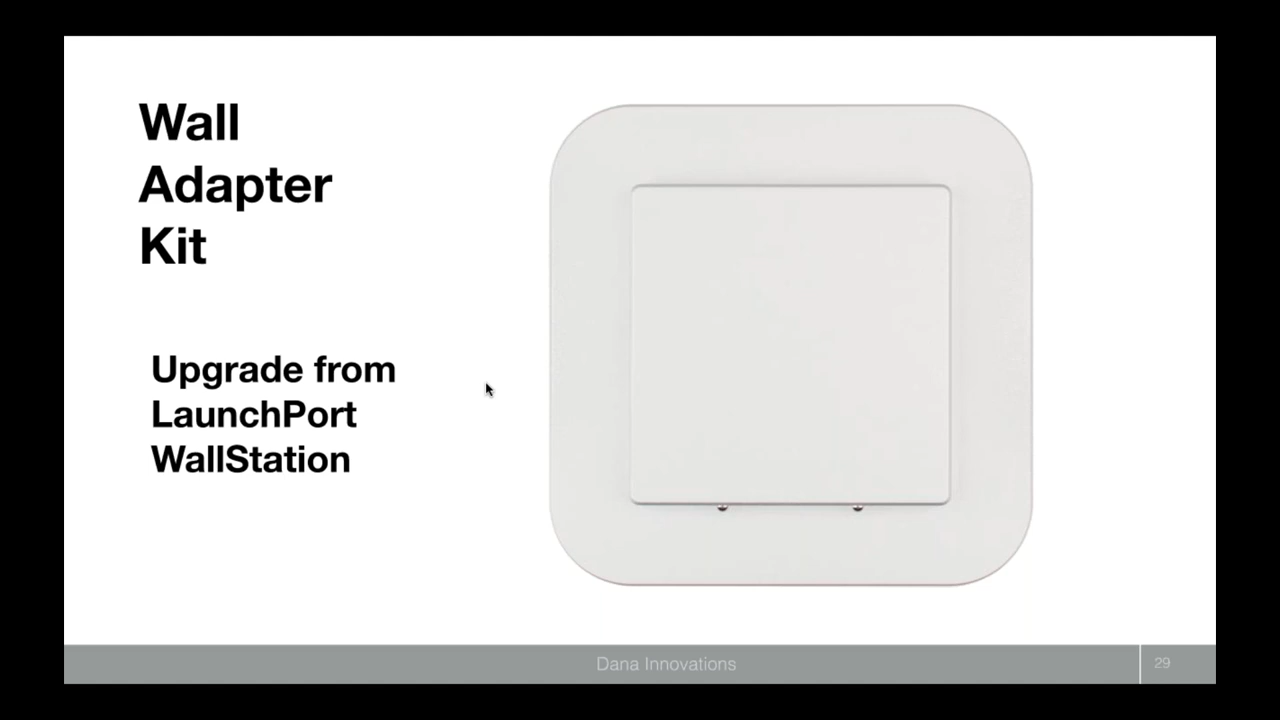 Wall
Adapter
Kit
Upgrade from
LaunchPort
WallStation
Dana Innovations
29